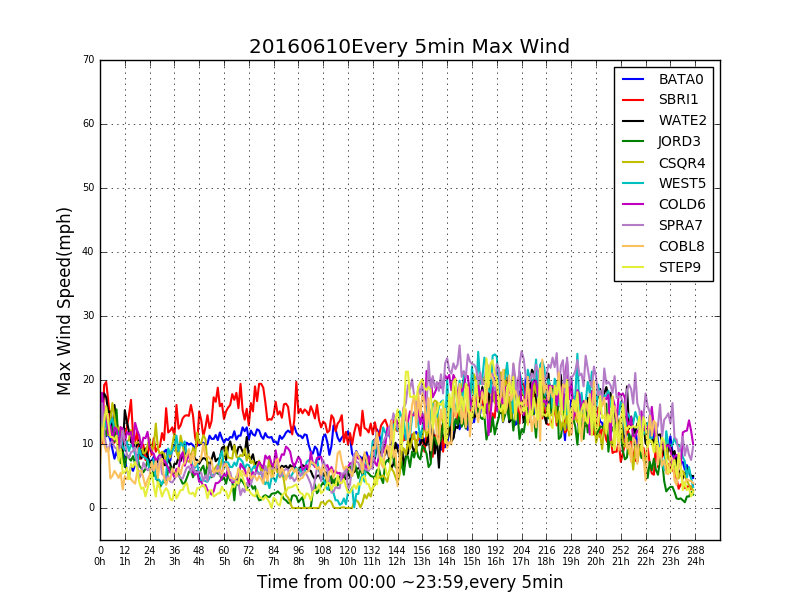 20160610Every 5min Max Wind
70
60
50
40
30
20
10
0
Max Wind Speed(mph)
BATA0
SBRI1
WATE2
JORD3
CSQR4
WEST5
COLD6
SPRA7
COBL8
STEP9
0 12 24 36 48 60 72 84 96 108 120 132 144 156 168 180 192 204 216 228 240 252 264 276 288
0h 1h 2h 3h 4h 5h 6h 7h 8h 9h 10h 11h 12h 13h 14h 15h 16h 17h 18h 19h 20h 21h 22h 23h 24h
Time from 00:00 ~23:59,every 5min